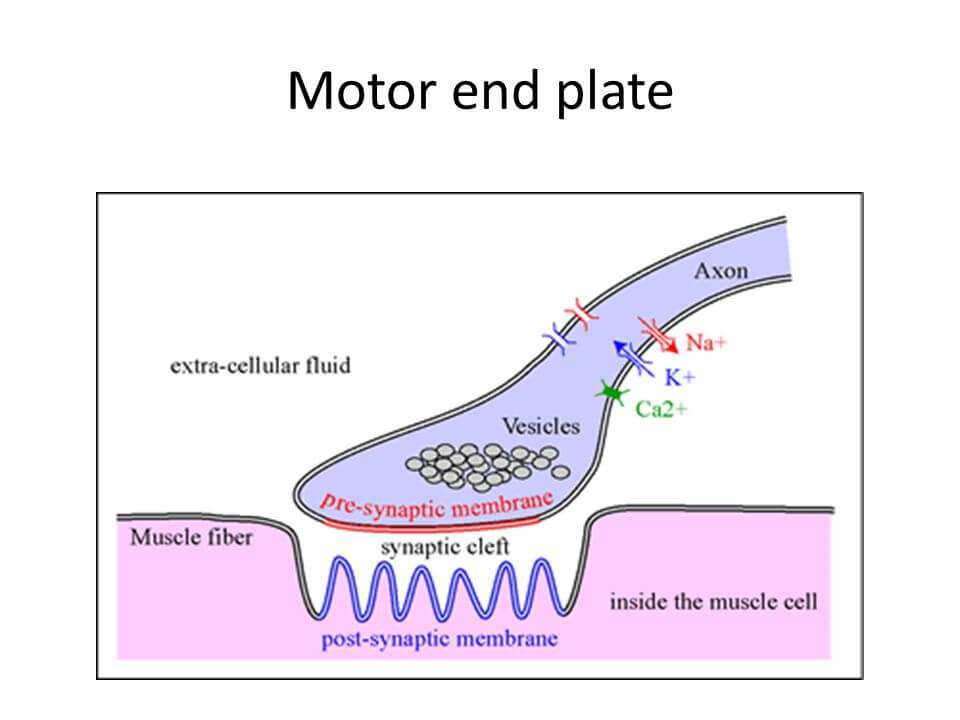 Motor end plate
Axon
Na+
extra-cellular fluid
K+
Ca2+
Vesicles
pre-synaptic membrane
Muscle fiber
synaptic cleft
inside the muscle cell
post-synaptic membrane